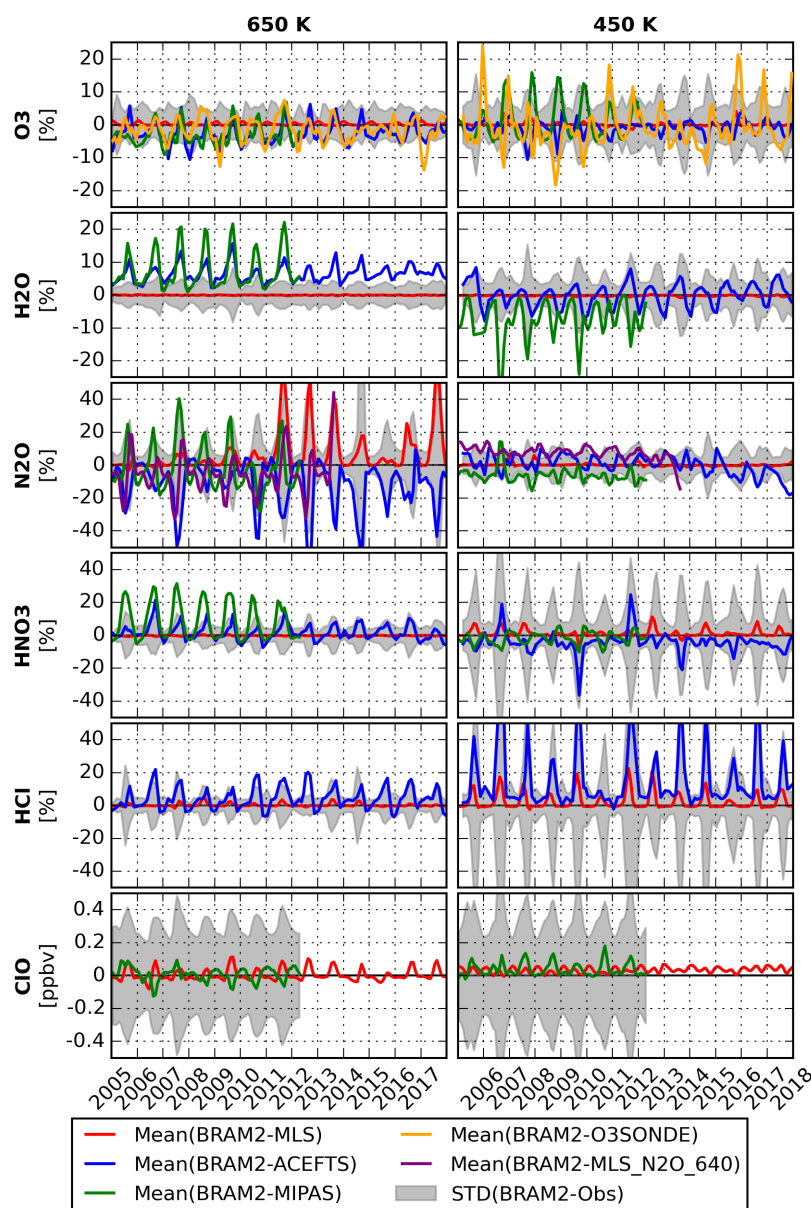 650 K 450 K
O3
[%]
20
10
0
-10
-20
H2O
[%]
20
10
0
-10
-20
N2O
[%]
40
20
0
-20
-40
HNO3
[%]
40
20
0
-20
-40
HCl
[%]
40
20
0
-20
-40
ClO
[ppbv]
0.4
0.2
0
-0.2
-0.4
2005 2006 2007 2008 2009 2010 2011 2012 2013 2014 2015 2016 2017
2006 2007 2008 2009 2010 2011 2012 2013 2014 2015 2016 2017 2018
Mean(BRAM2-MLS) Mean(BRAM2-O3SONDE)
Mean(BRAM2-ACEFTS) Mean(BRAM2-MLS_N2O_640)
Mean(BRAM2-MIPAS) STD(BRAM2-Obs)